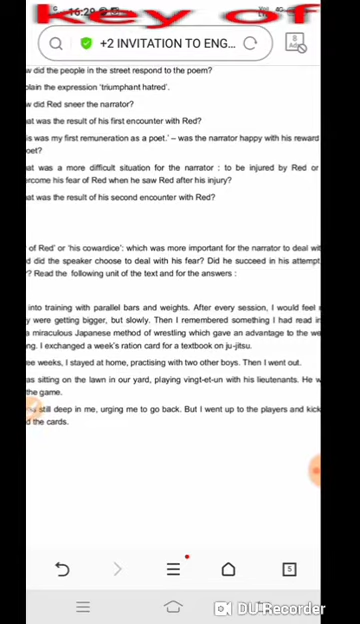 key of
16:29
8
Ad
+2 INVITATION TO ENG...
w did the people in the street respond to the poem?
plain the expression 'triumphant hatred'.
w did Red sneer the narrator?
at was the result of his first encounter with Red?
is was my first remuneration as a poet.' – was the narrator happy with his reward
oet?
at was a more difficult situation for the narrator : to be injured by Red or
ercome his fear of Red when he saw Red after his injury?
at was the result of his second encounter with Red?
of Red' or 'his cowardice': which was more important for the narrator to deal wit
d did the speaker choose to deal with his fear? Did he succeed in his attempt
? Read the following unit of the text and for the answers :
into training with parallel bars and weights. After every session, I would feel
y were getting bigger, but slowly. Then I remembered something I had read in
a miraculous Japanese method of wrestling which gave an advantage to the we
ng. I exchanged a week's ration card for a textbook on ju-jitsu.
ee weeks, I stayed at home, practising with two other boys. Then I went out.
as sitting on the lawn in our yard, playing vingt-et-un with his lieutenants. He w
the game.
still deep in me, urging me to go back. But I went up to the players and kick
d the cards.
5
DU Recorder